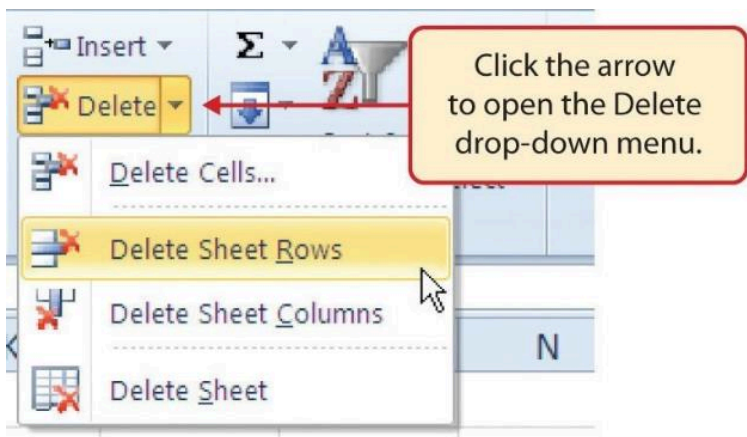 Insert
Σ
A
Z
Click the arrow
to open the Delete
drop-down menu.
Delete
Delete Cells...
Delete Sheet Rows
Delete Sheet Columns
N
Delete Sheet